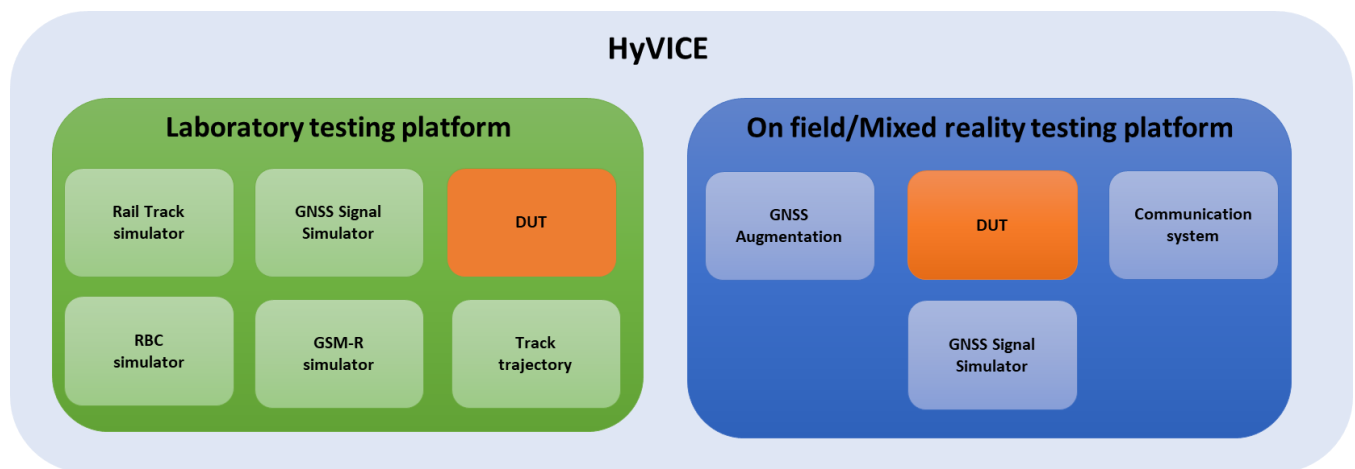 HyVICE
Laboratory testing platform
Rail Track
simulator
GNSS Signal
Simulator
DUT
RBC
simulator
GSM-R
simulator
Track
trajectory
On field/Mixed reality testing platform
GNSS
Augmentation
DUT
Communication
system
GNSS Signal
Simulator